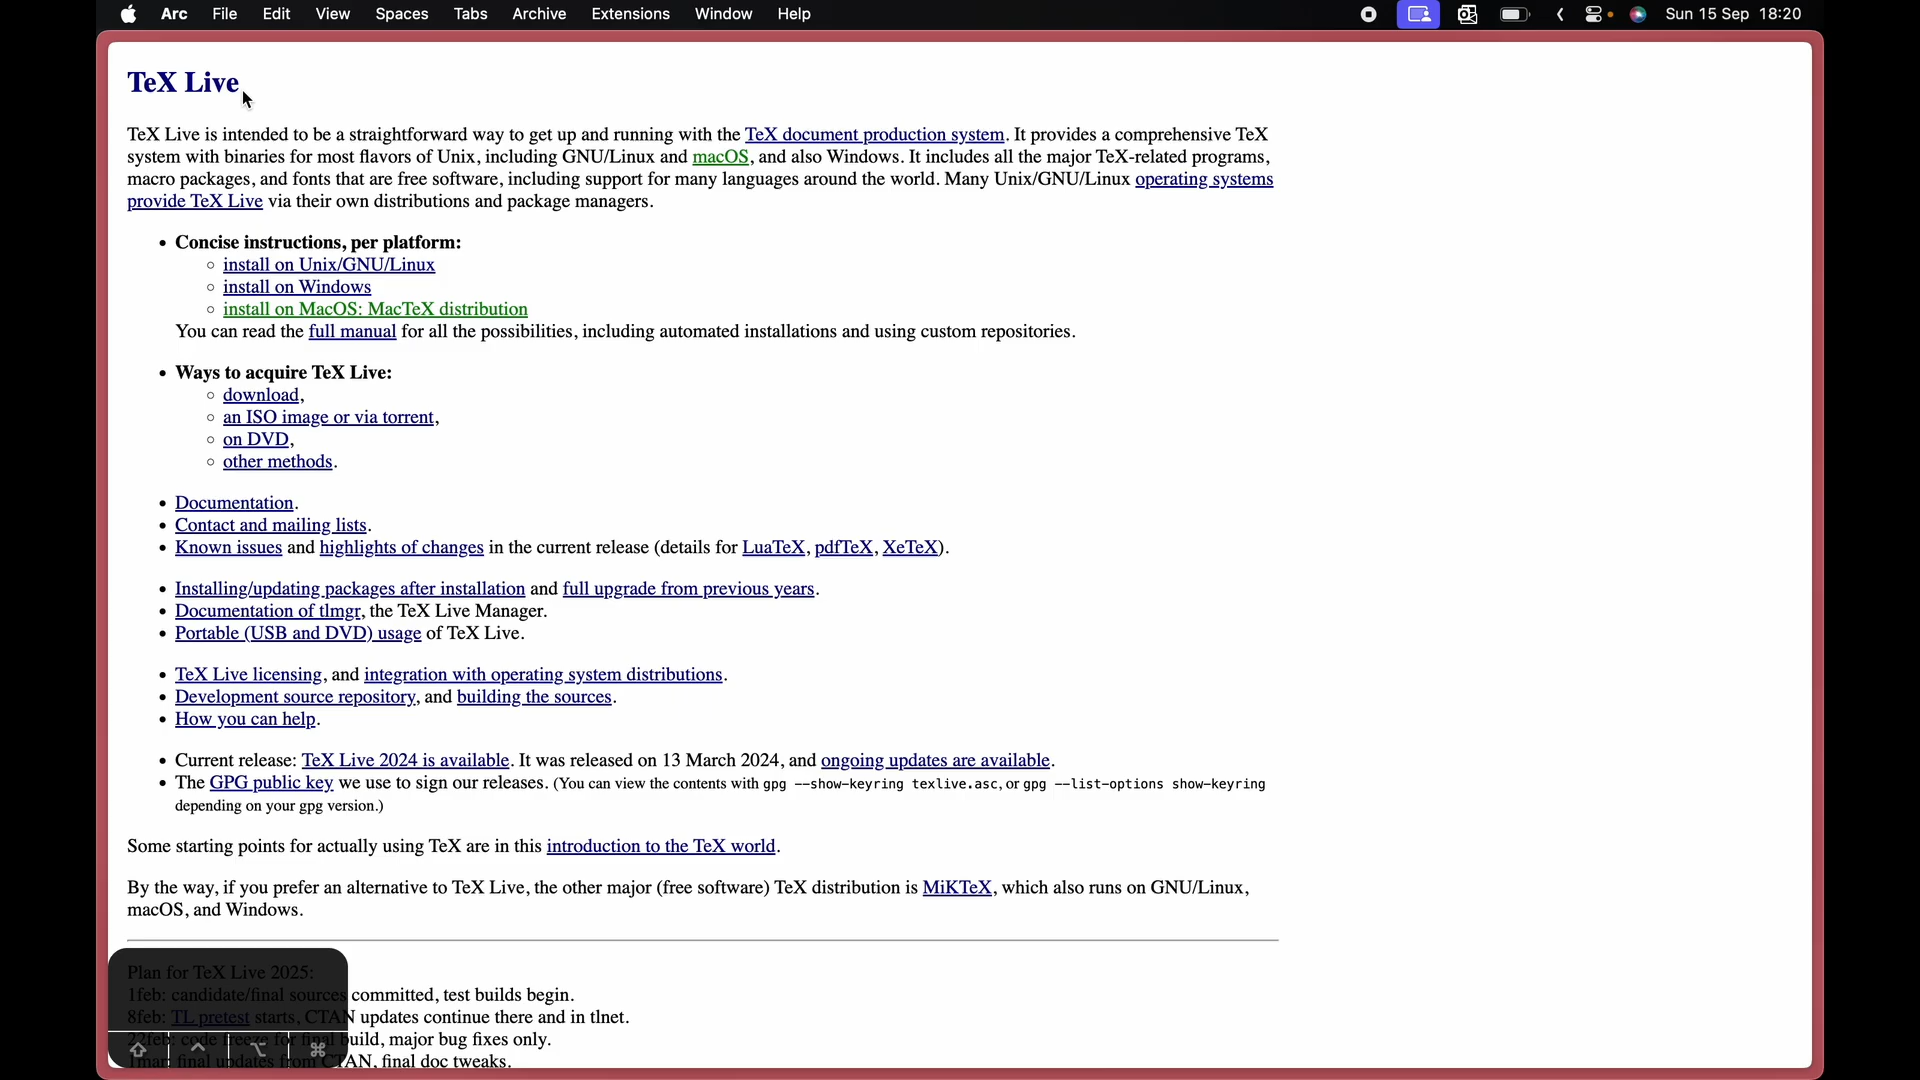 Arc File Edit View Spaces Tabs Archive Extensions Window Help Sun 15 Sep 18:20
TeX Live
TeX Live is intended to be a straightforward way to get up and running with the TeX document production system. It provides a comprehensive TeX
system with binaries for most flavors of Unix, including GNU/Linux and macOS, and also Windows. It includes all the major TeX-related programs,
macro packages, and fonts that are free software, including support for many languages around the world. Many Unix/GNU/Linux operating systems
provide TeX Live via their own distributions and package managers.
• Concise instructions, per platform:
○ install on Unix/GNU/Linux
○ install on Windows
○ install on MacOS: MacTeX distribution
You can read the full manual for all the possibilities, including automated installations and using custom repositories.
• Ways to acquire TeX Live:
○ download,
○ an ISO image or via torrent,
○ on DVD,
○ other methods.
• Documentation.
• Contact and mailing lists.
• Known issues and highlights of changes in the current release (details for LuaTeX, pdfTeX, XeTeX).
• Installing/updating packages after installation and full upgrade from previous years.
• Documentation of tlmgr, the TeX Live Manager.
• Portable (USB and DVD) usage of TeX Live.
• TeX Live licensing, and integration with operating system distributions.
• Development source repository, and building the sources.
• How you can help.
• Current release: TeX Live 2024 is available. It was released on 13 March 2024, and ongoing updates are available.
• The GPG public key we use to sign our releases. (You can view the contents with gpg --show-keyring texlive.asc, or gpg --list-options show-keyring
depending on your gpg version.)
Some starting points for actually using TeX are in this introduction to the TeX world.
By the way, if you prefer an alternative to TeX Live, the other major (free software) TeX distribution is MiKTeX, which also runs on GNU/Linux,
macOS, and Windows.
Plan for TeX Live 2025:
1feb: candidate/final sources committed, test builds begin.
8feb: TL pretest starts, CTAN updates continue there and in tlnet.
22feb: code freeze for final build, major bug fixes only.
1mar: final updates from CTAN, final doc tweaks.